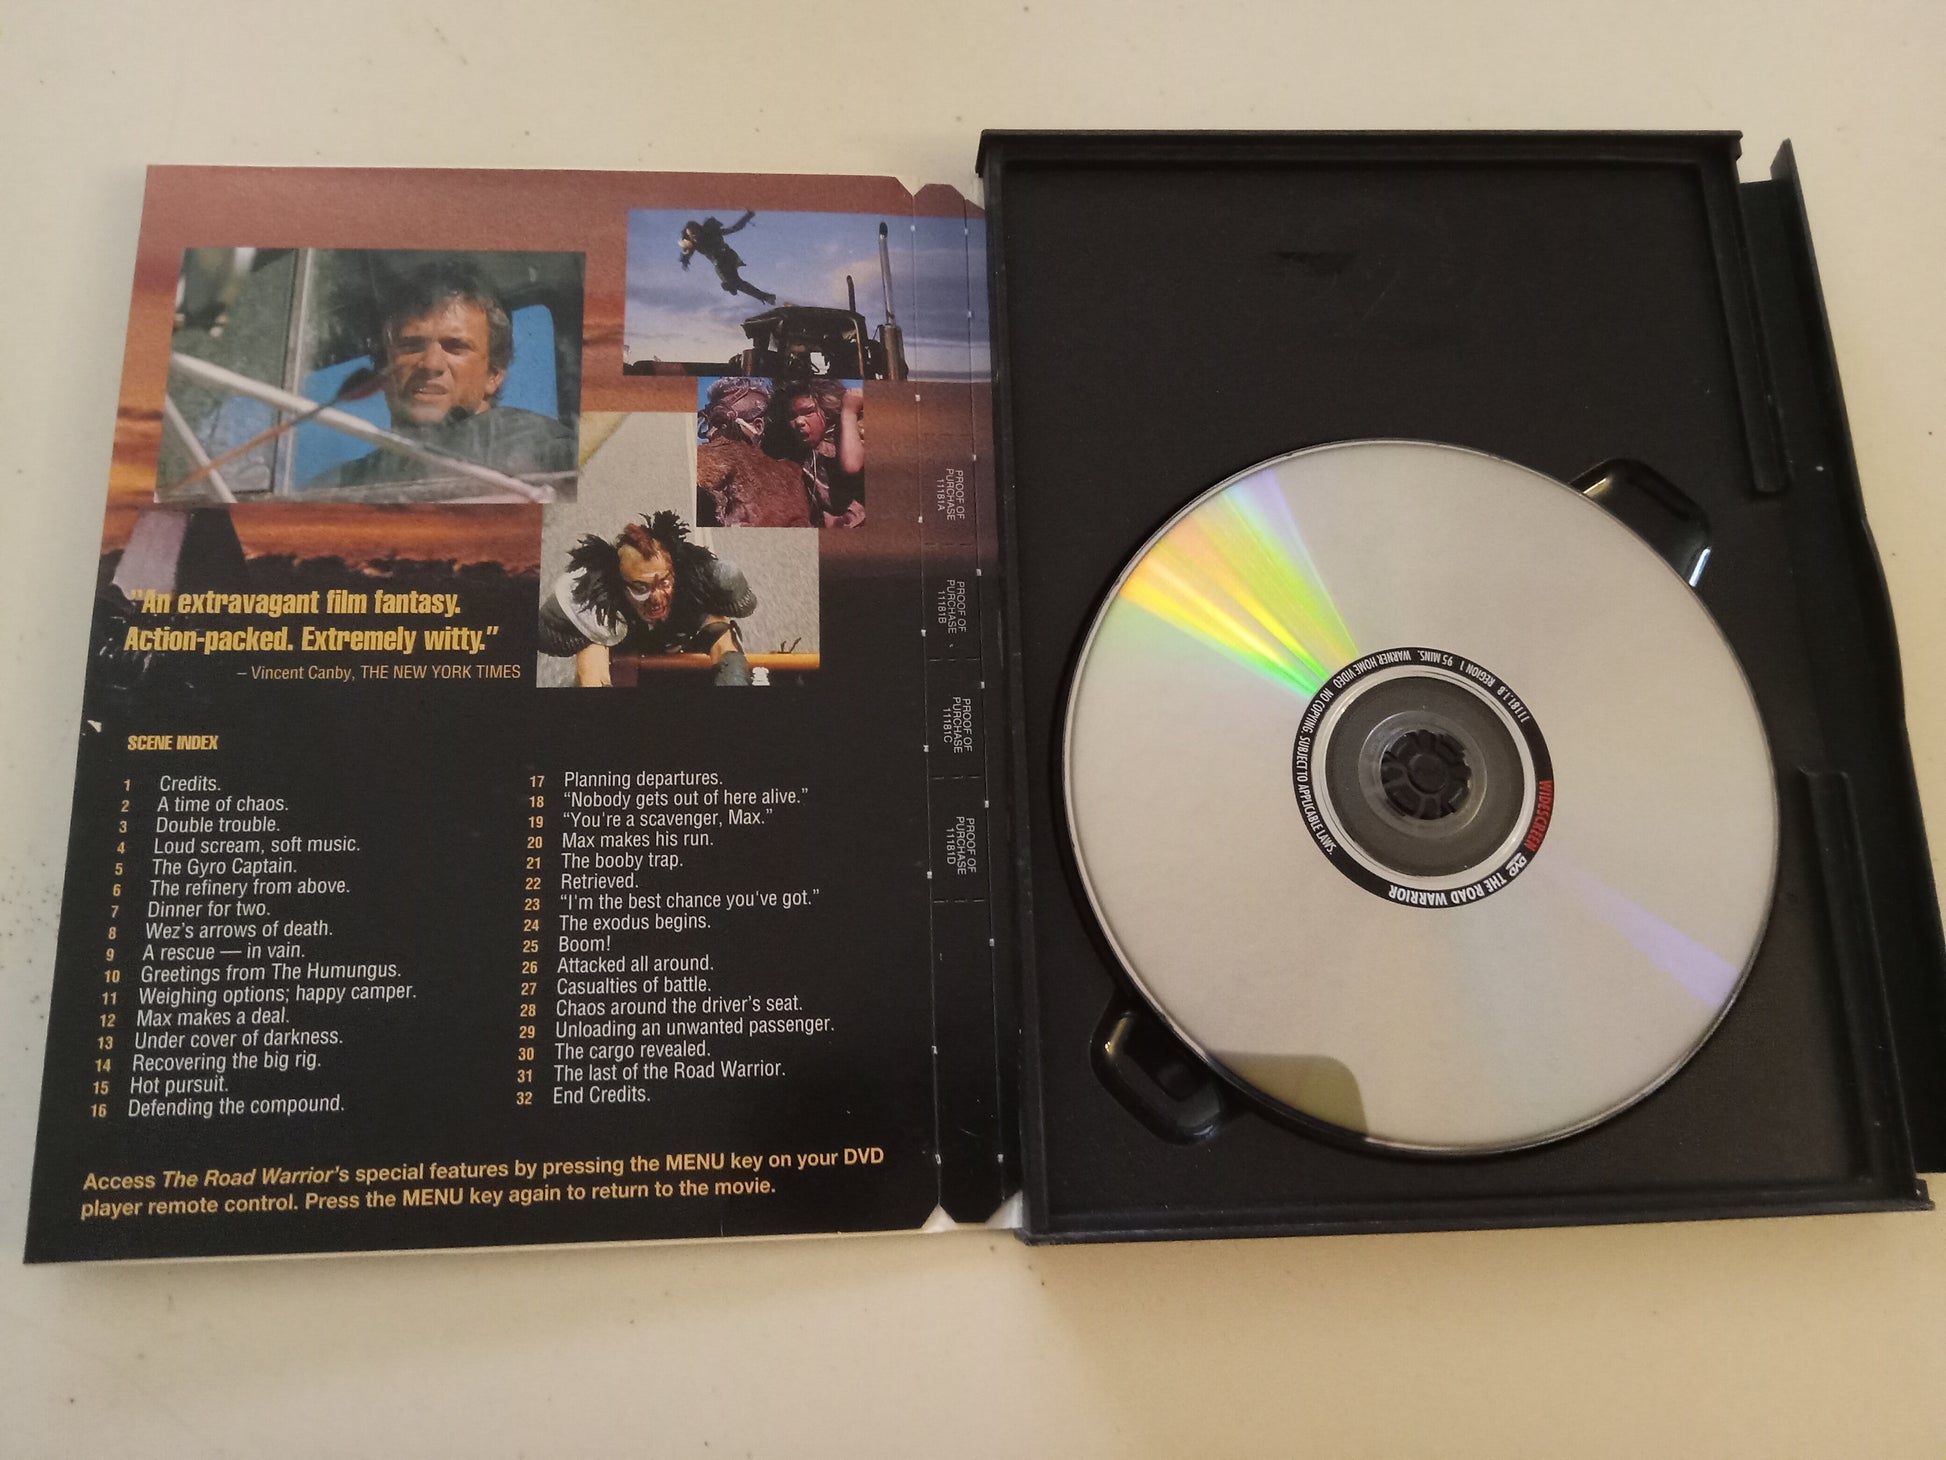 "An extravagant film fantasy.
Action-packed. Extremely witty."
– Vincent Canby, THE NEW YORK TIMES
SCENE INDEX
1 Credits.
2 A time of chaos.
3 Double trouble.
4 Loud scream, soft music.
5 The Gyro Captain.
6 The refinery from above.
7 Dinner for two.
8 Wez's arrows of death.
9 A rescue — in vain.
10 Greetings from The Humungus.
11 Weighing options; happy camper.
12 Max makes a deal.
13 Under cover of darkness.
14 Recovering the big rig.
15 Hot pursuit.
16 Defending the compound.
17 Planning departures.
18 “Nobody gets out of here alive.”
19 “You're a scavenger, Max.”
20 Max makes his run.
21 The booby trap.
22 Retrieved.
23 “I'm the best chance you've got.”
24 The exodus begins.
25 Boom!
26 Attacked all around.
27 Casualties of battle.
28 Chaos around the driver's seat.
29 Unloading an unwanted passenger.
30 The cargo revealed.
31 The last of the Road Warrior.
32 End Credits.
Access The Road Warrior's special features by pressing the MENU key on your DVD
player remote control. Press the MENU key again to return to the movie.
PROOF OF
PURCHASE
11181A
PROOF OF
PURCHASE
11181B
PROOF OF
PURCHASE
11181C
PROOF OF
PURCHASE
11181D
WIDESCREEN DVD THE ROAD WARRIOR
11181.1.B REGION 1 95 MINS. WARNER HOME VIDEO NO COPYING. SUBJECT TO APPLICABLE LAWS.